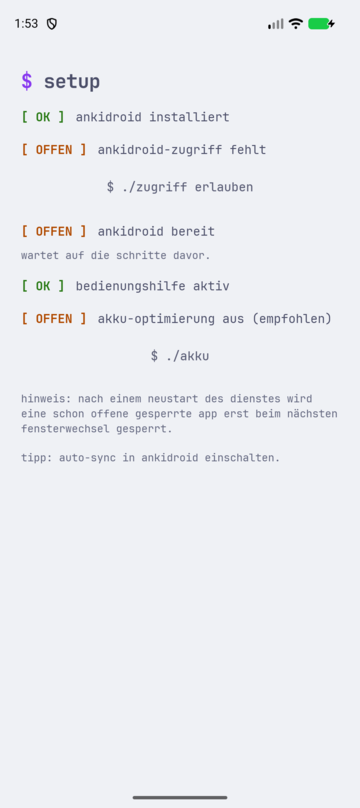 1:53
$ setup
[ OK ] ankidroid installiert
[ OFFEN ] ankidroid-zugriff fehlt
$ ./zugriff erlauben
[ OFFEN ] ankidroid bereit
wartet auf die schritte davor.
[ OK ] bedienungshilfe aktiv
[ OFFEN ] akku-optimierung aus (empfohlen)
$ ./akku
hinweis: nach einem neustart des dienstes wird
eine schon offene gesperrte app erst beim nächsten
fensterwechsel gesperrt.
tipp: auto-sync in ankidroid einschalten.